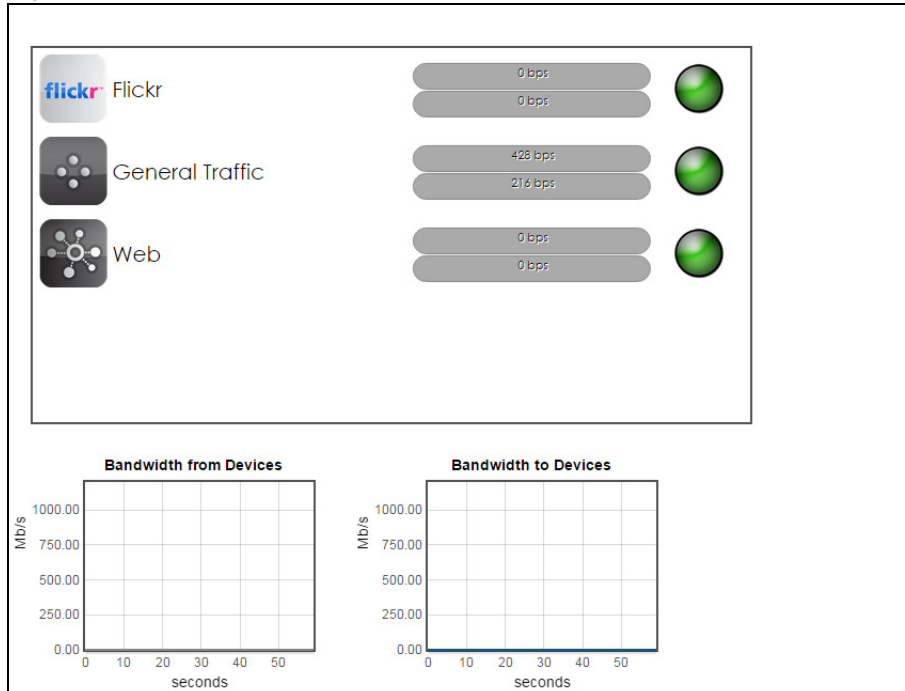 flickr™ Flickr
0 bps
0 bps
General Traffic
428 bps
216 bps
Web
0 bps
0 bps
Bandwidth from Devices
Mb/s
1000.00
750.00
500.00
250.00
0.00
0 10 20 30 40 50
seconds
Bandwidth to Devices
Mb/s
1000.00
750.00
500.00
250.00
0.00
0 10 20 30 40 50
seconds